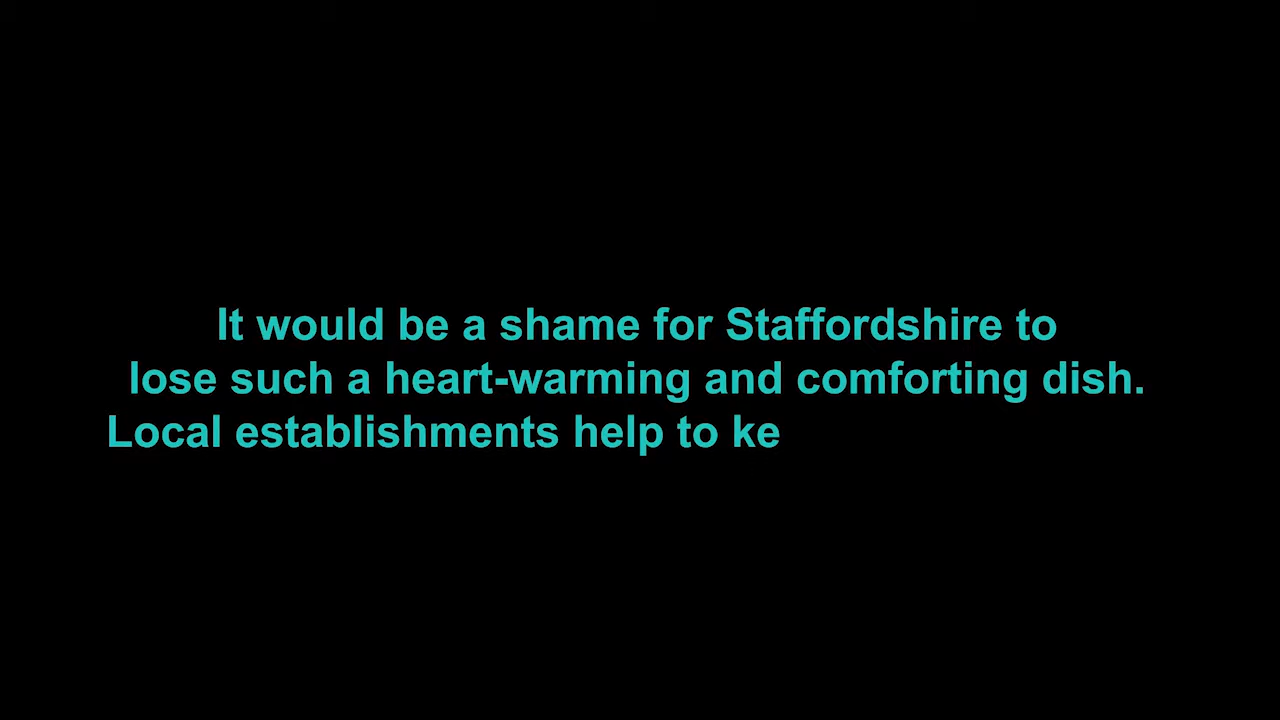 It would be a shame for Staffordshire to
lose such a heart-warming and comforting dish.
Local establishments help to ke